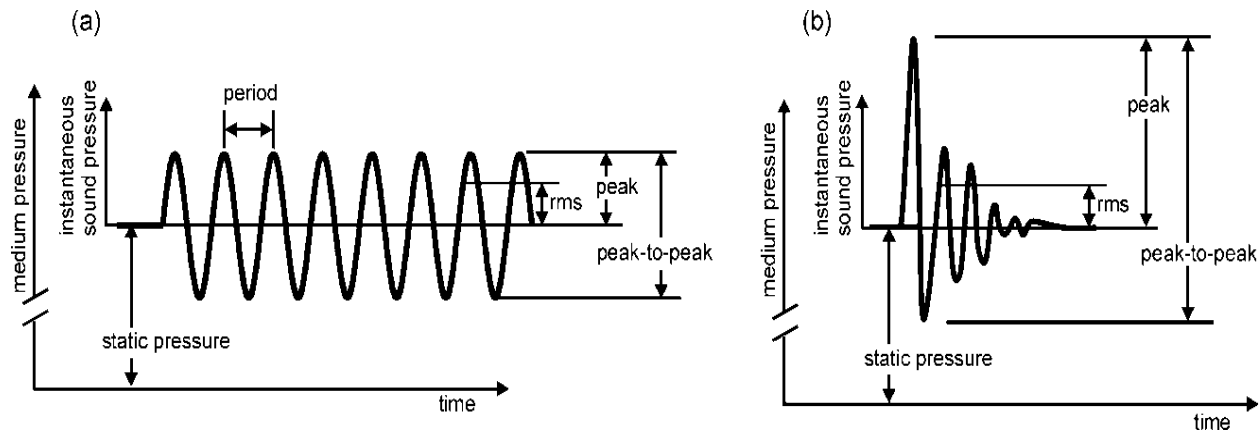 (a)
medium pressure
instantaneous
sound pressure
period
peak
rms
peak-to-peak
static pressure
time
(b)
medium pressure
instantaneous
sound pressure
peak
rms
peak-to-peak
static pressure
time